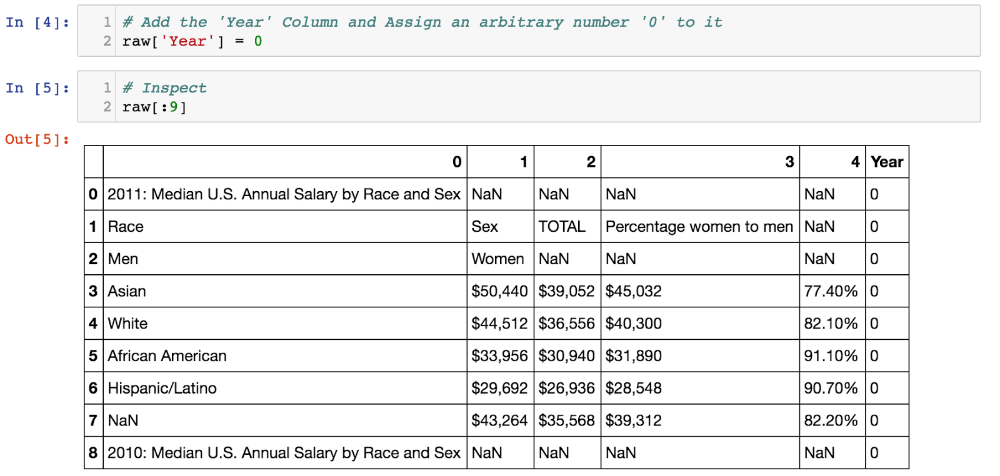 In [4]:
1 # Add the 'Year' Column and Assign an arbitrary number '0' to it
2 raw['Year'] = 0
In [5]:
1 # Inspect
2 raw[:9]
Out[5]:
0 1 2 3 4 Year
0 2011: Median U.S. Annual Salary by Race and Sex NaN NaN NaN NaN 0
1 Race Sex TOTAL Percentage women to men NaN 0
2 Men Women NaN NaN NaN 0
3 Asian $50,440 $39,052 $45,032 77.40% 0
4 White $44,512 $36,556 $40,300 82.10% 0
5 African American $33,956 $30,940 $31,890 91.10% 0
6 Hispanic/Latino $29,692 $26,936 $28,548 90.70% 0
7 NaN $43,264 $35,568 $39,312 82.20% 0
8 2010: Median U.S. Annual Salary by Race and Sex NaN NaN NaN NaN 0